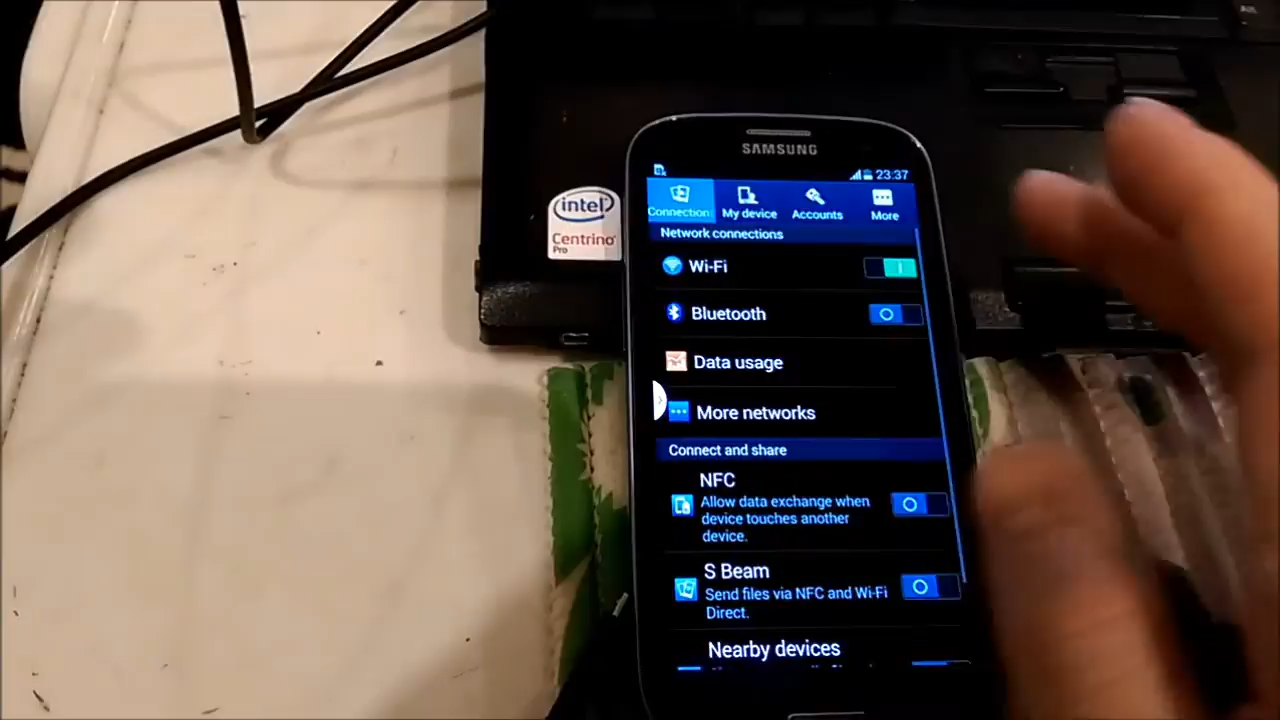 SAMSUNG
23:37
Connection
My device
Accounts
More
Network connections
intel
Centrino
Pro
Wi-Fi
Bluetooth
Data usage
More networks
Connect and share
NFC
Allow data exchange when
device touches another
device.
S Beam
Send files via NFC and Wi-Fi
Direct.
Nearby devices